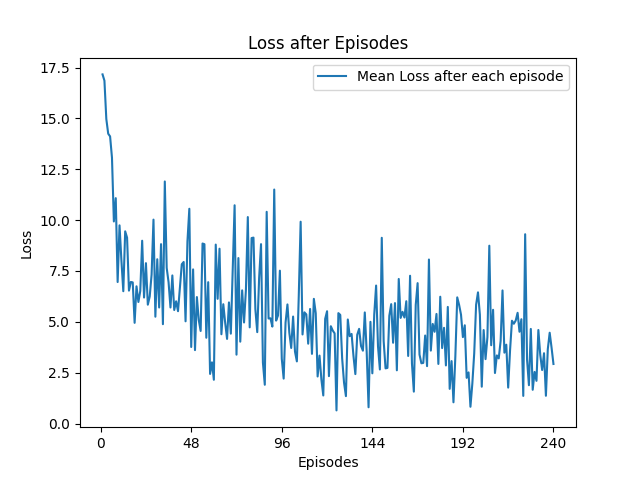 Loss after Episodes
Mean Loss after each episode
17.5
15.0
12.5
10.0
7.5
5.0
2.5
0.0
Loss
0 48 96 144 192 240
Episodes